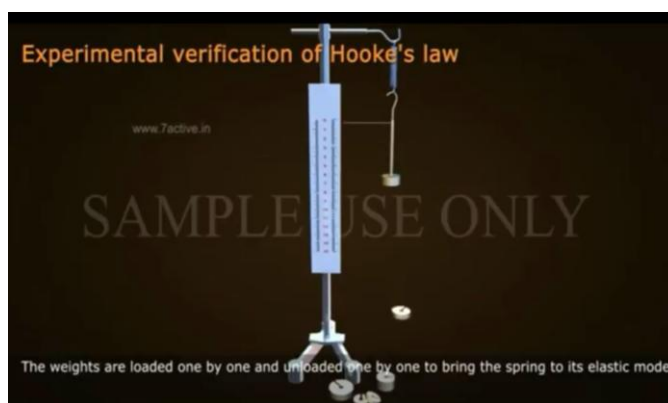 Experimental verification of Hooke's law
www.7active.in
SAMPLE USE ONLY
The weights are loaded one by one and unloaded one by one to bring the spring to its elastic mode